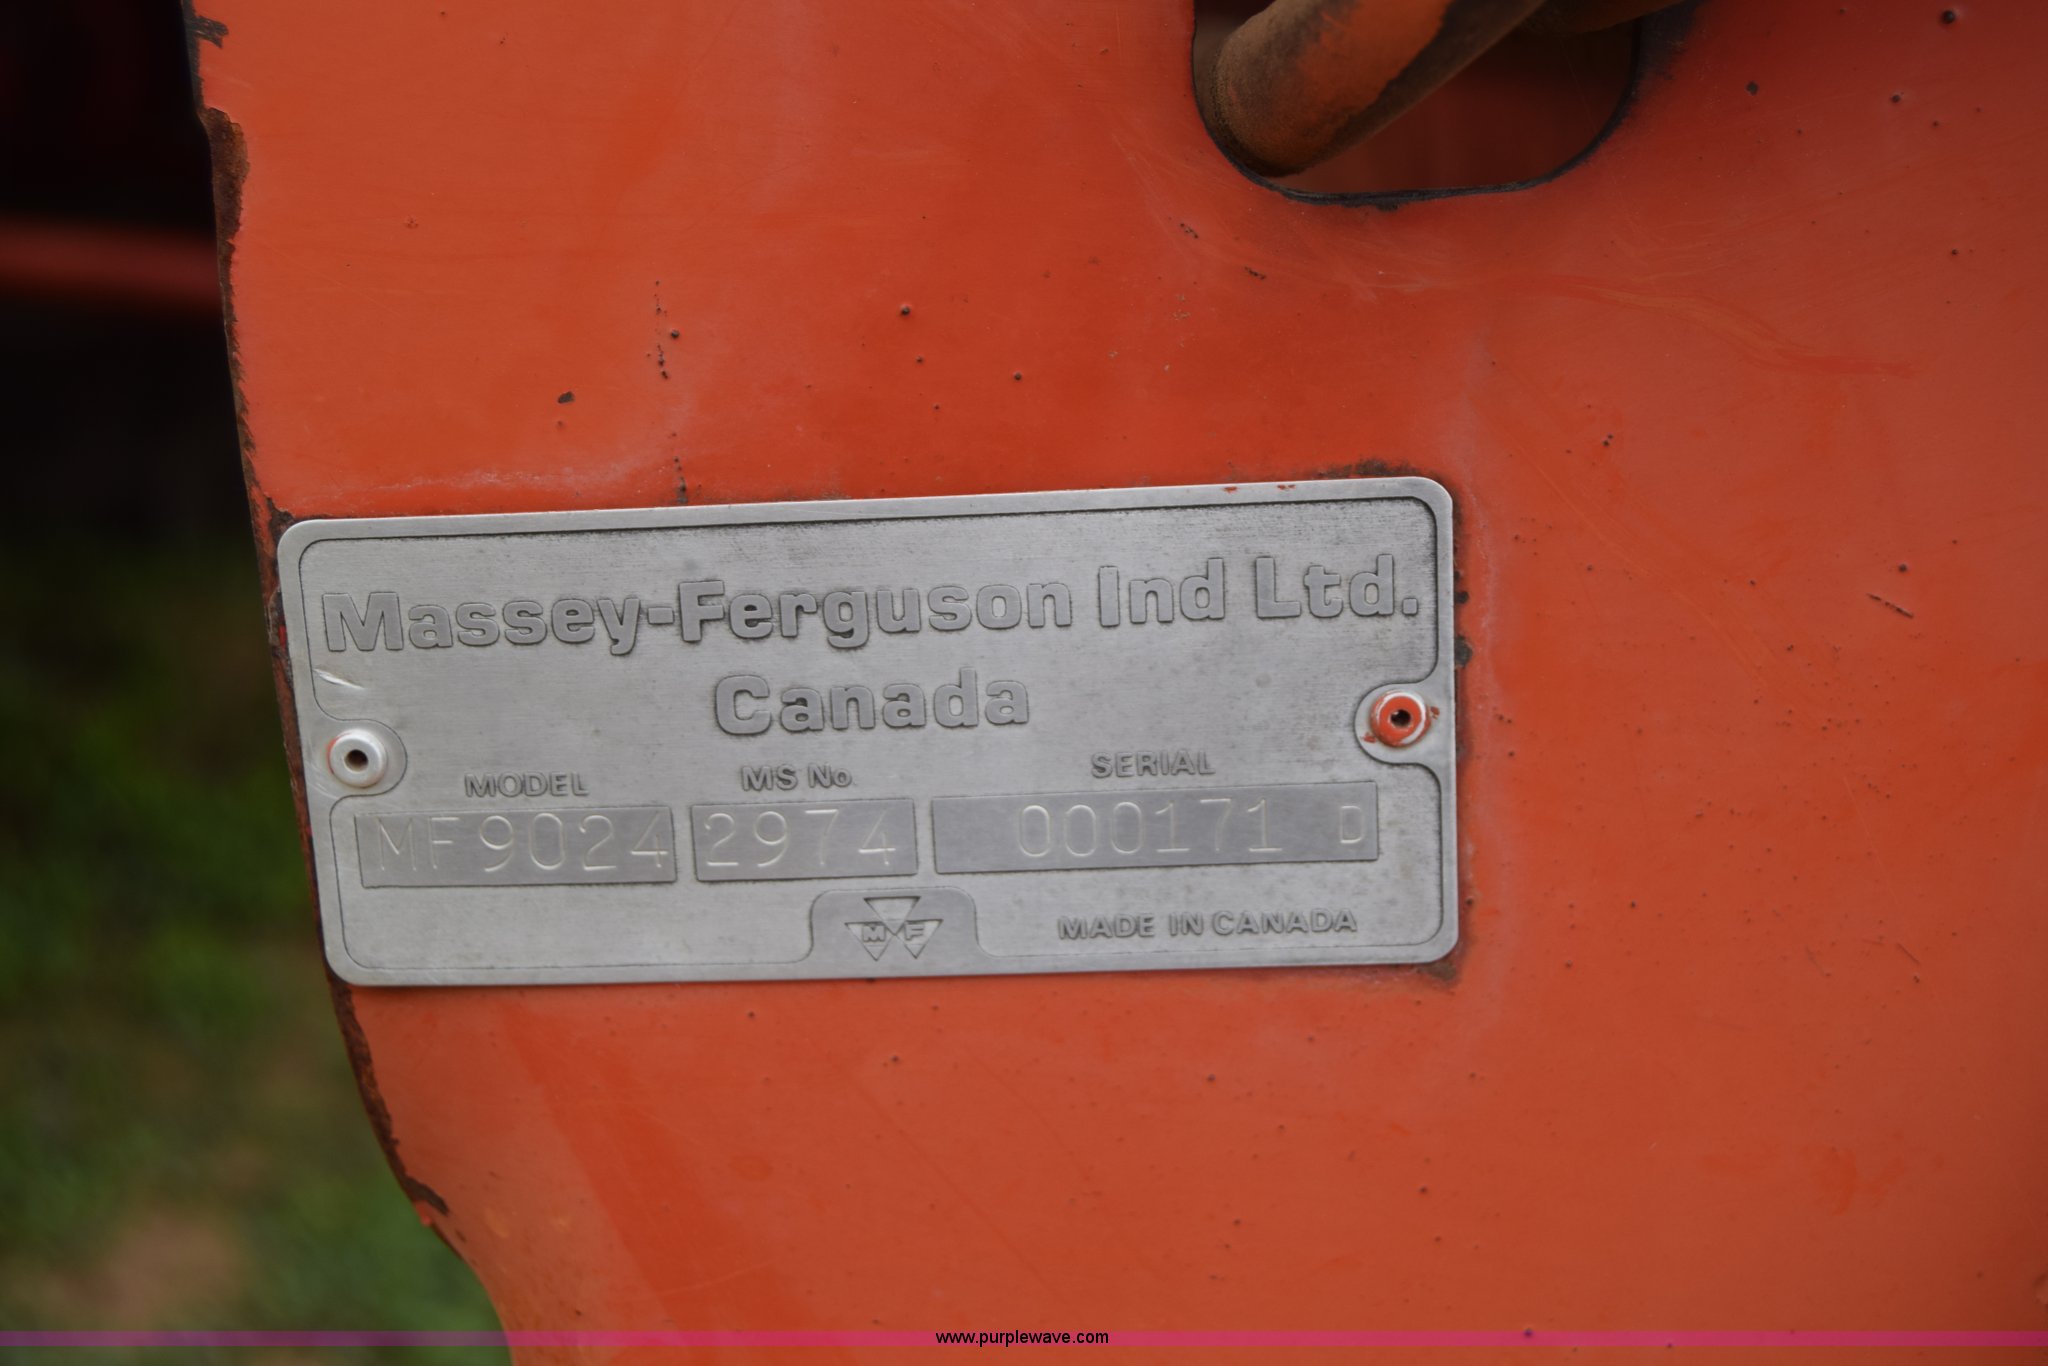 Massey-Ferguson Ind Ltd.
Canada
MODEL MS No. SERIAL
MF9024 2974 000171 D
M F
MADE IN CANADA
www.purplewave.com